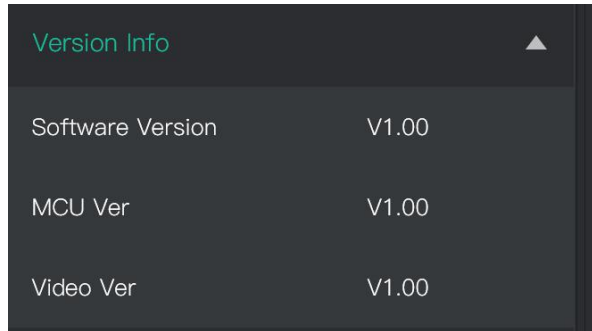 Version Info
Software Version V1.00
MCU Ver V1.00
Video Ver V1.00